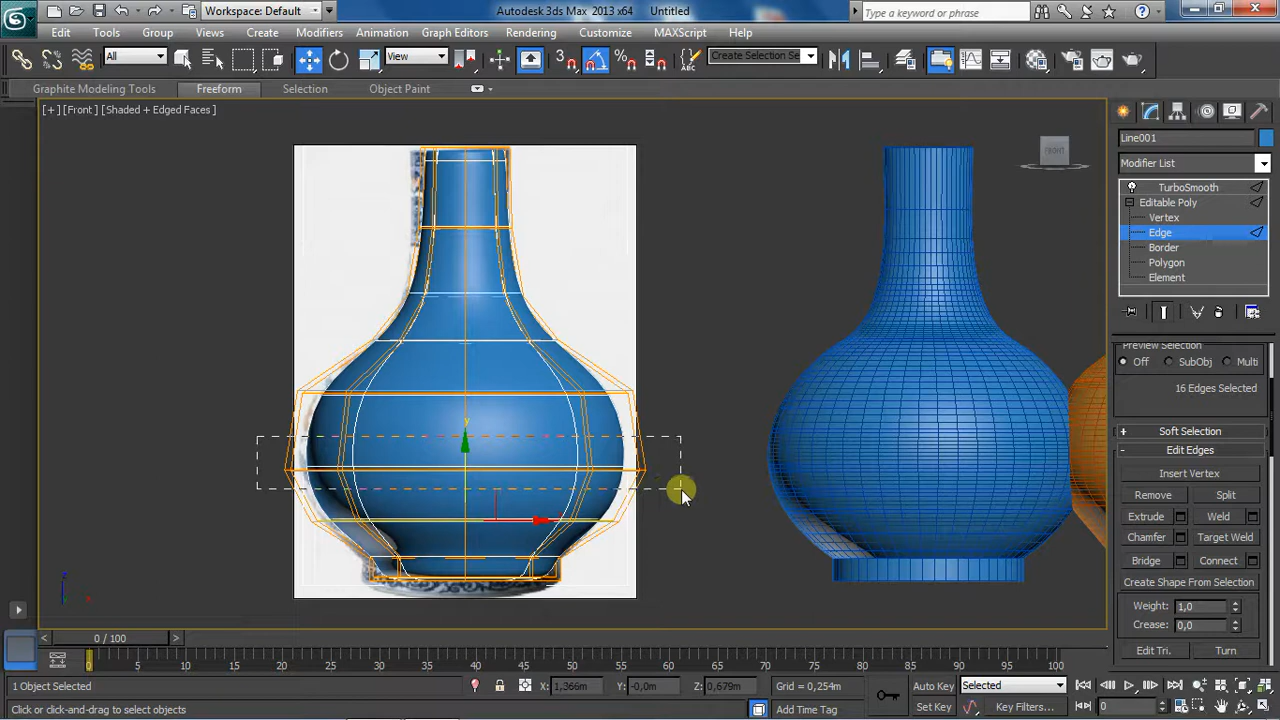 Workspace: Default
Autodesk 3ds Max 2013 x64 Untitled
Type a keyword or phrase
Edit Tools Group Views Create Modifiers Animation Graph Editors Rendering Customize MAXScript Help
All
View
3
Create Selection Se
Graphite Modeling Tools Freeform Selection Object Paint
[+] [Front] [Shaded + Edged Faces]
FRONT
Line001
Modifier List
TurboSmooth
Editable Poly
Vertex
Edge
Border
Polygon
Element
Preview Selection
Off SubObj Multi
16 Edges Selected
+ Soft Selection
- Edit Edges
Insert Vertex
Remove Split
Extrude Weld
Chamfer Target Weld
Bridge Connect
Create Shape From Selection
Weight: 1,0
Crease: 0,0
Edit Tri. Turn
y
z
x
< 0 / 100 >
0 5 10 15 20 25 30 35 40 45 50 55 60 65 70 75 80 85 90 95 100
1 Object Selected
X: 1,366m Y: -0,0m Z: 0,679m Grid = 0,254m
Auto Key Selected
Click or click-and-drag to select objects
Add Time Tag
Set Key Key Filters...
0